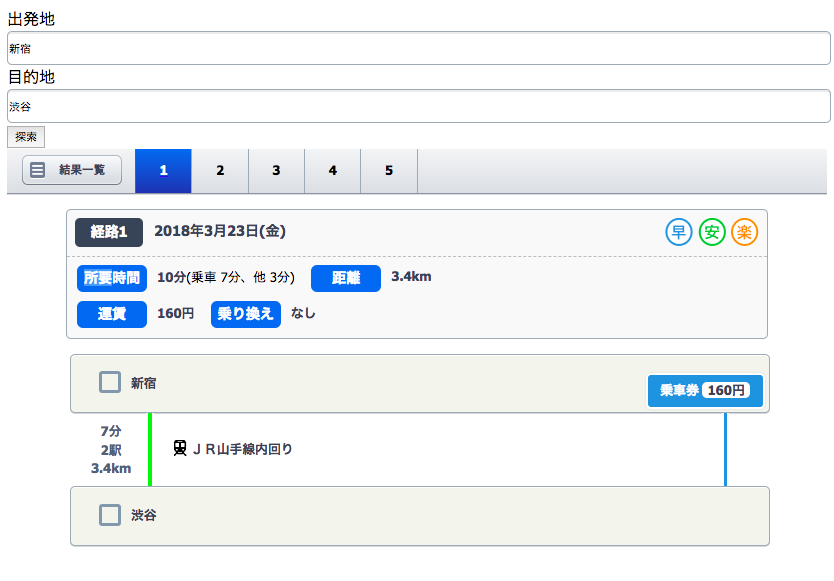 出発地
新宿
目的地
渋谷
探索
結果一覧 1 2 3 4 5
経路1 2018年3月23日(金) 早 安 楽
所要時間 10分(乗車 7分、他 3分) 距離 3.4km
運賃 160円 乗り換え なし
新宿
乗車券 160円
7分
2駅
3.4km
ＪＲ山手線内回り
渋谷